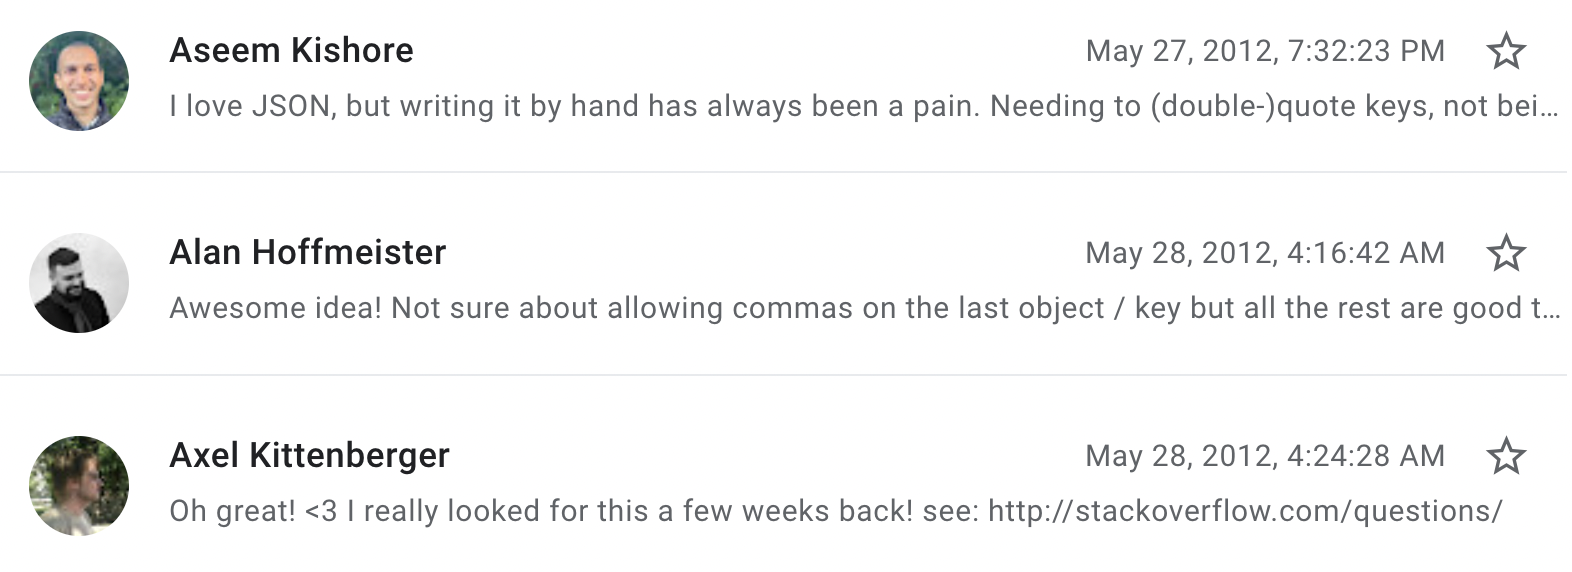 Aseem Kishore
May 27, 2012, 7:32:23 PM
I love JSON, but writing it by hand has always been a pain. Needing to (double-)quote keys, not bei…
Alan Hoffmeister
May 28, 2012, 4:16:42 AM
Awesome idea! Not sure about allowing commas on the last object / key but all the rest are good t…
Axel Kittenberger
May 28, 2012, 4:24:28 AM
Oh great! <3 I really looked for this a few weeks back! see: http://stackoverflow.com/questions/